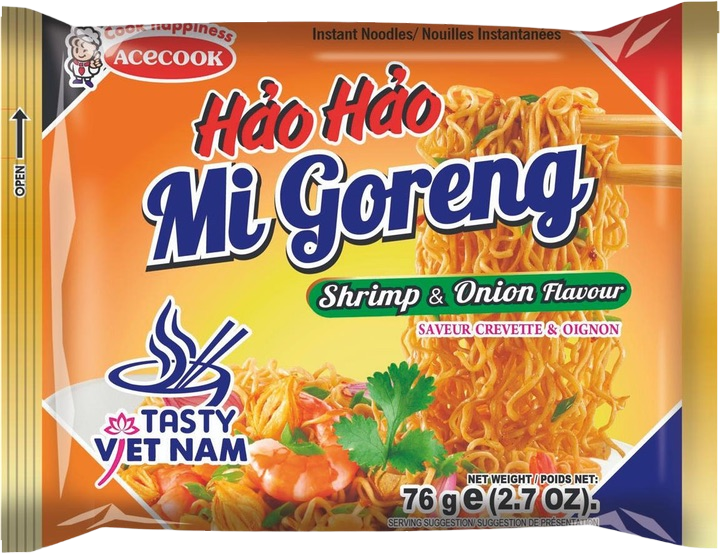 Cook happiness
ACECOOK
Instant Noodles/ Nouilles Instantanées
OPEN
Hảo Hảo
Mi Goreng
Shrimp & Onion Flavour
SAVEUR CREVETTE & OIGNON
TASTY
VIET NAM
NET WEIGHT / POIDS NET:
76 g e (2.7 OZ).
SERVING SUGGESTION/ SUGGESTION DE PRÉSENTATION